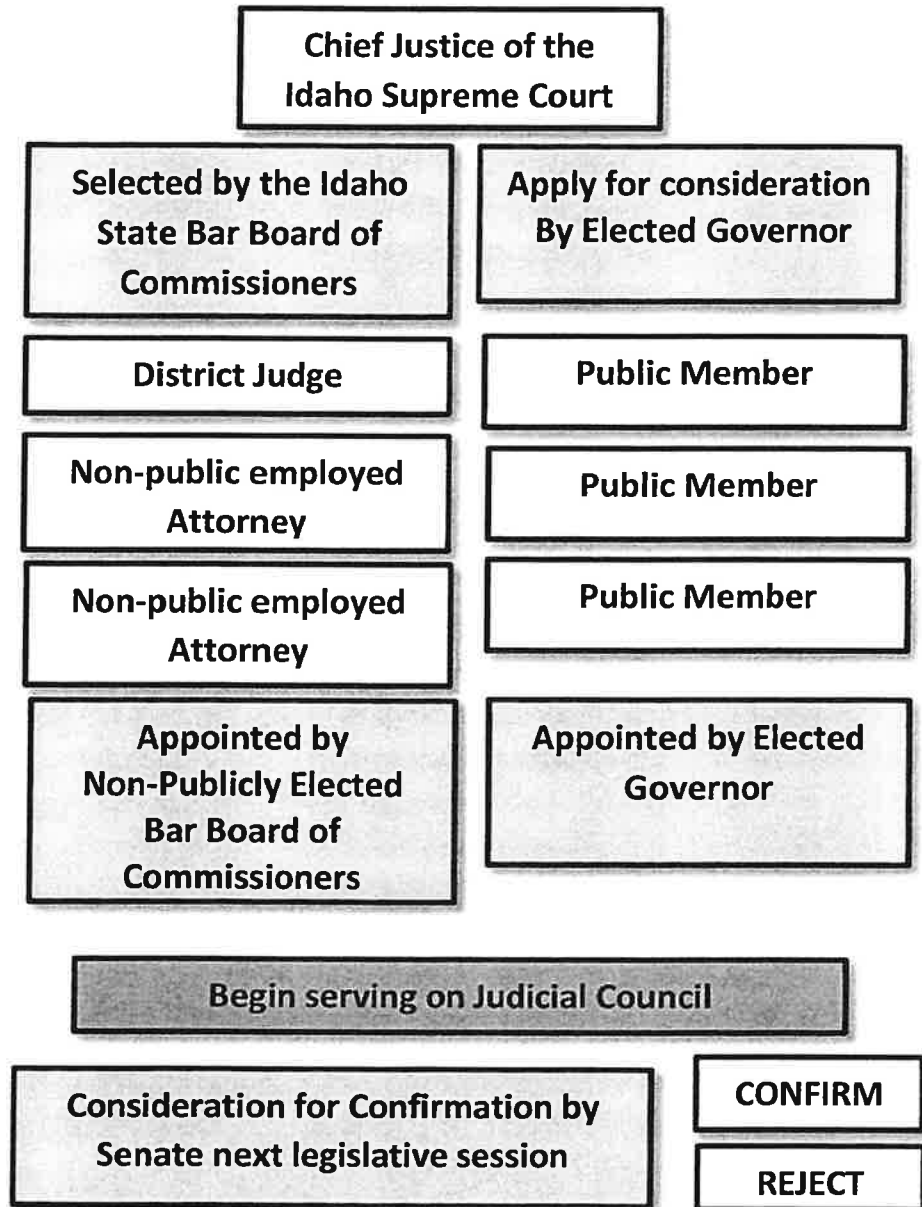 Chief Justice of the
Idaho Supreme Court
Selected by the Idaho
State Bar Board of
Commissioners
Apply for consideration
By Elected Governor
District Judge
Public Member
Non-public employed
Attorney
Public Member
Non-public employed
Attorney
Public Member
Appointed by
Non-Publicly Elected
Bar Board of
Commissioners
Appointed by Elected
Governor
Begin serving on Judicial Council
Consideration for Confirmation by
Senate next legislative session
CONFIRM
REJECT